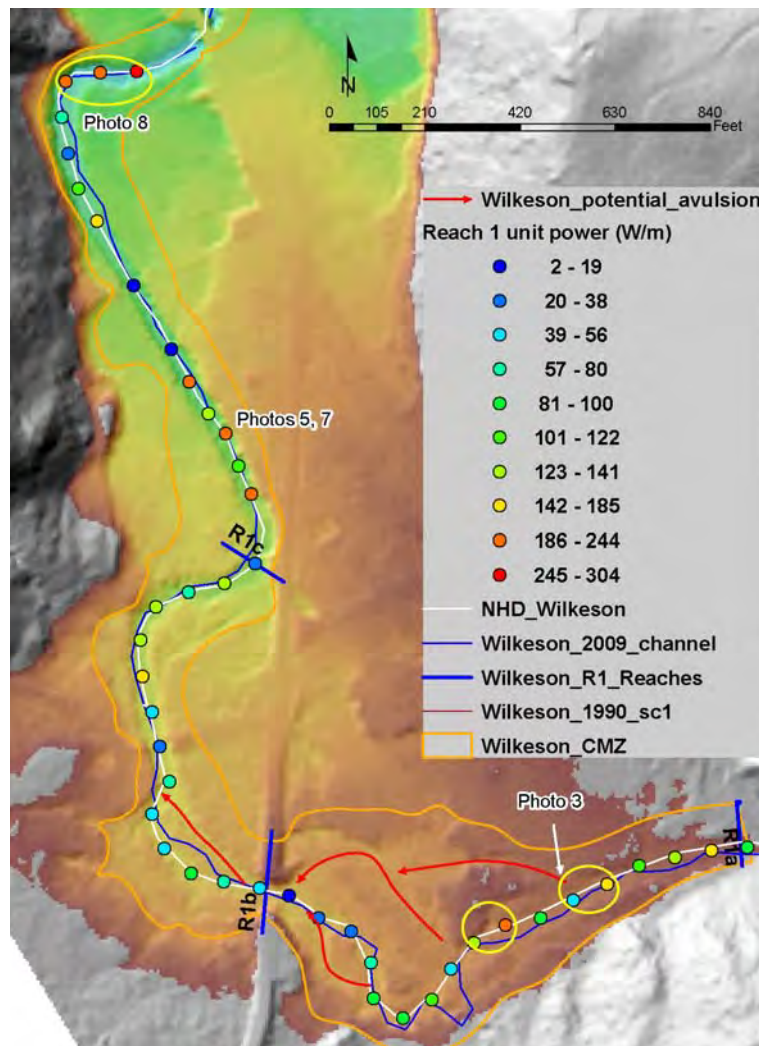 N
0 105 210 420 630 840
Feet
Photo 8
Wilkeson_potential_avulsion
Reach 1 unit power (W/m)
2 - 19
20 - 38
39 - 56
57 - 80
81 - 100
101 - 122
123 - 141
142 - 185
186 - 244
245 - 304
NHD_Wilkeson
Wilkeson_2009_channel
Wilkeson_R1_Reaches
Wilkeson_1990_sc1
Wilkeson_CMZ
Photos 5, 7
R1c
Photo 3
R1a
R1b